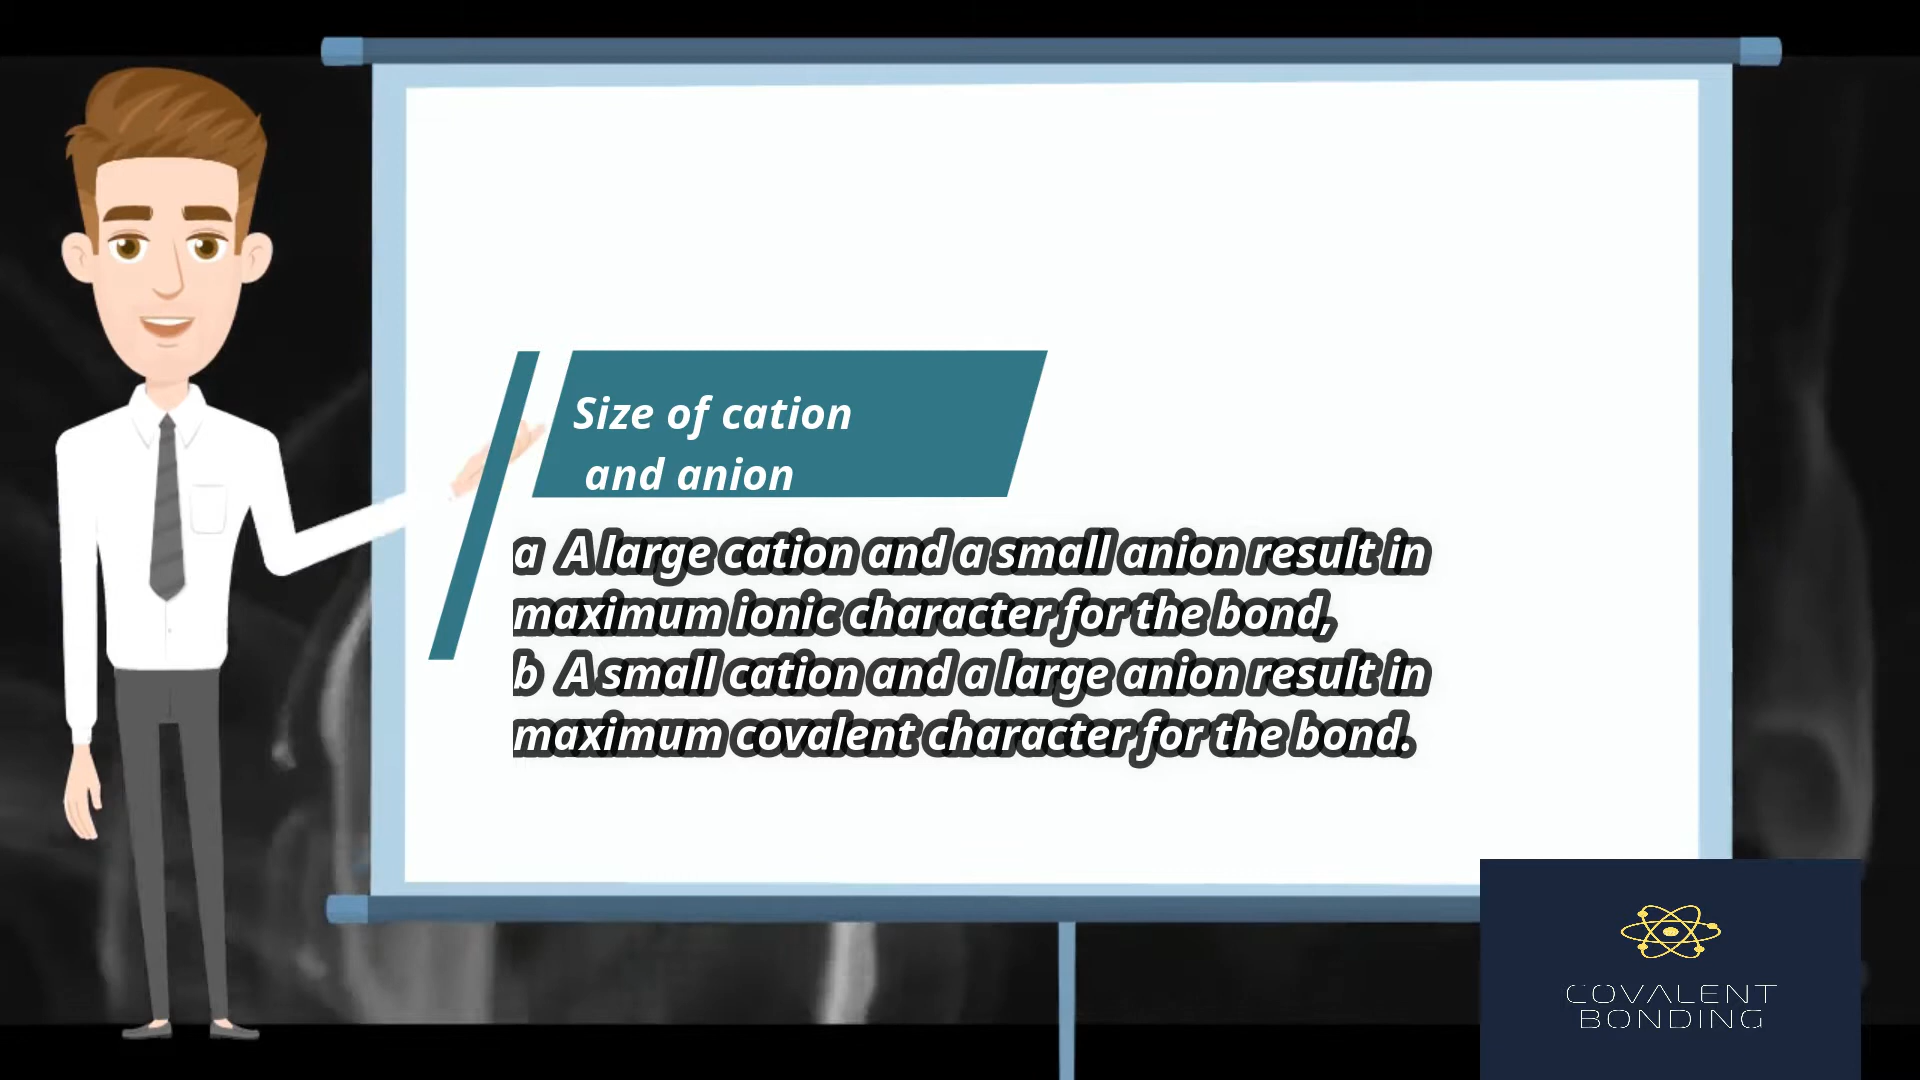 Size of cation
and anion
a A large cation and a small anion result in
maximum ionic character for the bond,
b A small cation and a large anion result in
maximum covalent character for the bond.
COVALENT
BONDING